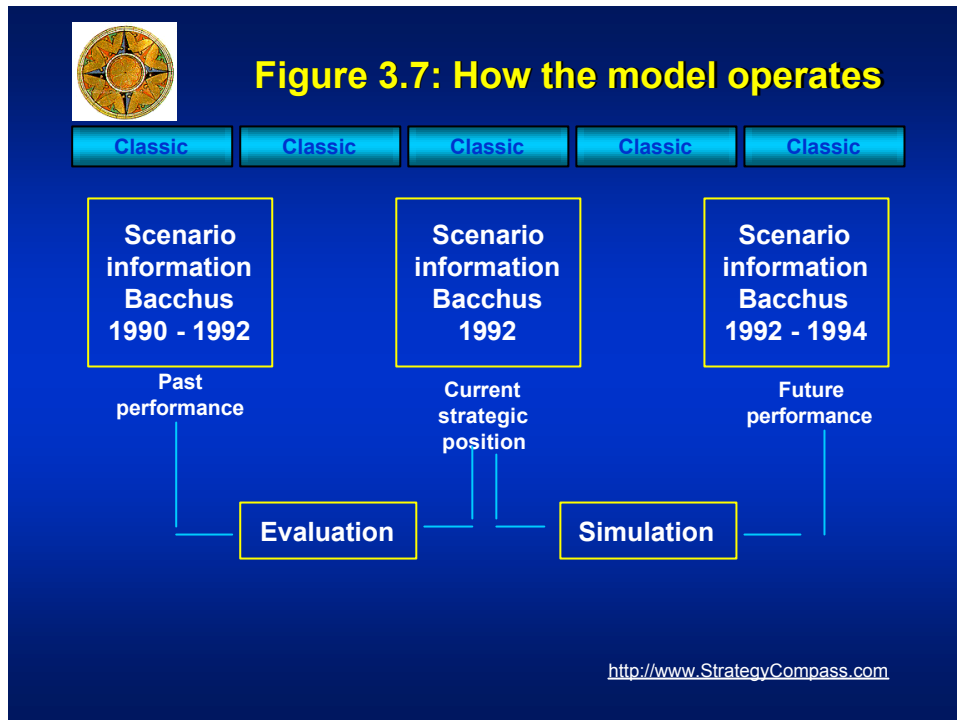 Figure 3.7: How the model operates
Classic
Classic
Classic
Classic
Classic
Scenario
information
Bacchus
1990 - 1992
Past
performance
Scenario
information
Bacchus
1992
Current
strategic
position
Scenario
information
Bacchus
1992 - 1994
Future
performance
Evaluation
Simulation
http://www.StrategyCompass.com